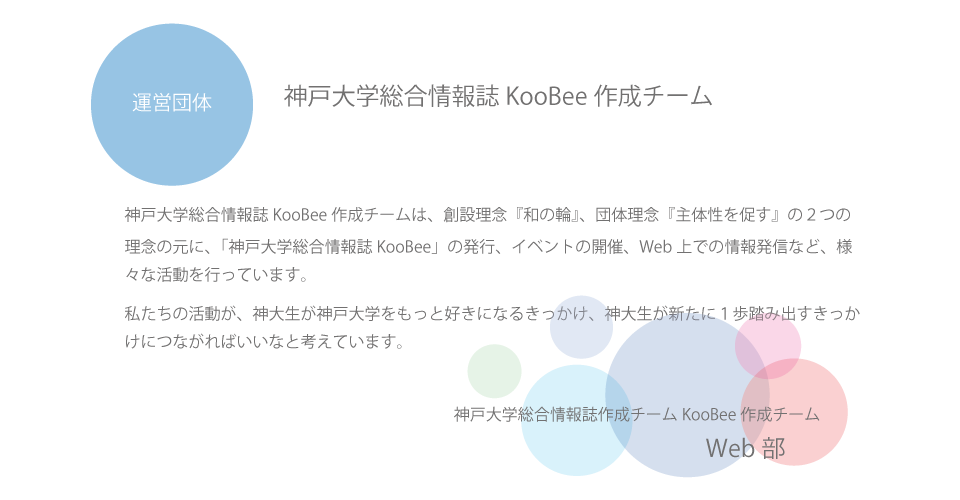 運営団体
神戸大学総合情報誌 KooBee 作成チーム
神戸大学総合情報誌 KooBee 作成チームは、創設理念『和の輪』、団体理念『主体性を促す』の２つの
理念の元に、「神戸大学総合情報誌 KooBee」の発行、イベントの開催、Web 上での情報発信など、様
々な活動を行っています。
私たちの活動が、神大生が神戸大学をもっと好きになるきっかけ、神大生が新たに１歩踏み出すきっか
けにつながればいいなと考えています。
神戸大学総合情報誌作成チーム KooBee 作成チーム
Web 部